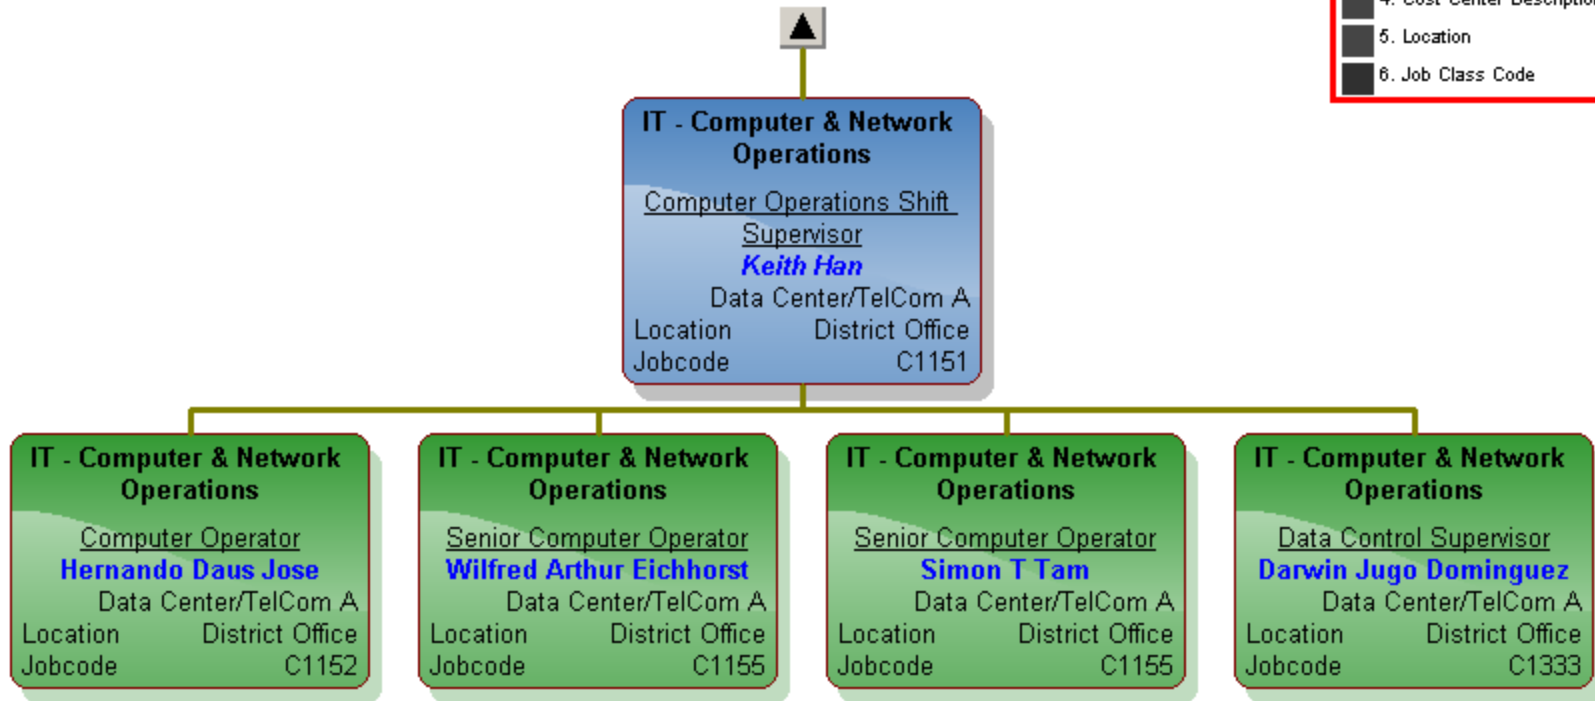 4. Cost Center Description
5. Location
6. Job Class Code
IT - Computer & Network
Operations
Computer Operations Shift
Supervisor
Keith Han
Data Center/TelCom A
Location District Office
Jobcode C1151
IT - Computer & Network
Operations
Computer Operator
Hernando Daus Jose
Data Center/TelCom A
Location District Office
Jobcode C1152
IT - Computer & Network
Operations
Senior Computer Operator
Wilfred Arthur Eichhorst
Data Center/TelCom A
Location District Office
Jobcode C1155
IT - Computer & Network
Operations
Senior Computer Operator
Simon T Tam
Data Center/TelCom A
Location District Office
Jobcode C1155
IT - Computer & Network
Operations
Data Control Supervisor
Darwin Jugo Dominguez
Data Center/TelCom A
Location District Office
Jobcode C1333